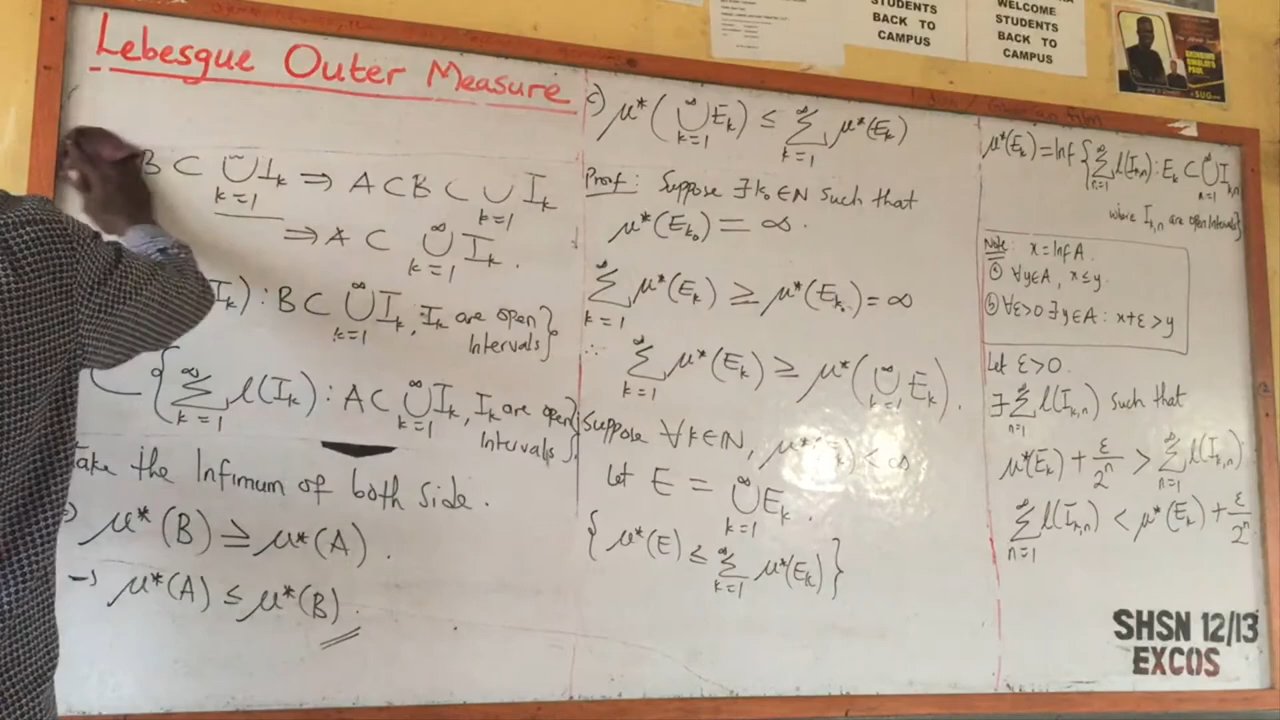 Lebesgue Outer Measure
B ⊂ ⋃_{k=1}^∞ I_k ⇒ A ⊂ B ⊂ ⋃_{k=1} I_k
⇒ A ⊂ ⋃_{k=1}^∞ I_k.
I_k) : B ⊂ ⋃_{k=1}^∞ I_k, I_k are open Intervals}.
⊂ {∑_{k=1}^∞ l(I_k) : A ⊂ ⋃_{k=1}^∞ I_k, I_k are open Intervals}.
Take the Infimum of both side.
⇒ μ*(B) ≥ μ*(A).
→ μ*(A) ≤ μ*(B).
c) μ*(⋃_{k=1}^∞ E_k) ≤ ∑_{k=1}^∞ μ*(E_k)
Proof: Suppose ∃ k₀ ∈ N such that
μ*(E_{k₀}) = ∞.
∑_{k=1}^∞ μ*(E_k) ≥ μ*(E_{k₀}) = ∞
∴ ∑_{k=1}^∞ μ*(E_k) ≥ μ*(⋃_{k=1}^∞ E_k).
Suppose ∀ k ∈ N, μ*(E_k) < ∞
Let E = ⋃_{k=1}^∞ E_k.
{μ*(E) ≤ ∑_{k=1}^∞ μ*(E_k)}
μ*(E_k) = Inf {∑_{n=1}^∞ l(I_{k,n}) : E_k ⊂ ⋃_{n=1}^∞ I_{k,n}
where I_{k,n} are open Intervals}
Note: x = Inf A.
ⓐ ∀ y ∈ A, x ≤ y.
ⓑ ∀ ε > 0 ∃ y ∈ A : x + ε > y
Let ε > 0.
∃ ∑_{n=1}^∞ l(I_{k,n}) such that
μ*(E_k) + ε/2ⁿ > ∑_{n=1}^∞ l(I_{k,n})
∑_{n=1}^∞ l(I_{k,n}) < μ*(E_k) + ε/2ⁿ
STUDENTS
BACK TO
CAMPUS
WELCOME
STUDENTS
BACK TO
CAMPUS
SUG
SHSN 12/13
EXCOS